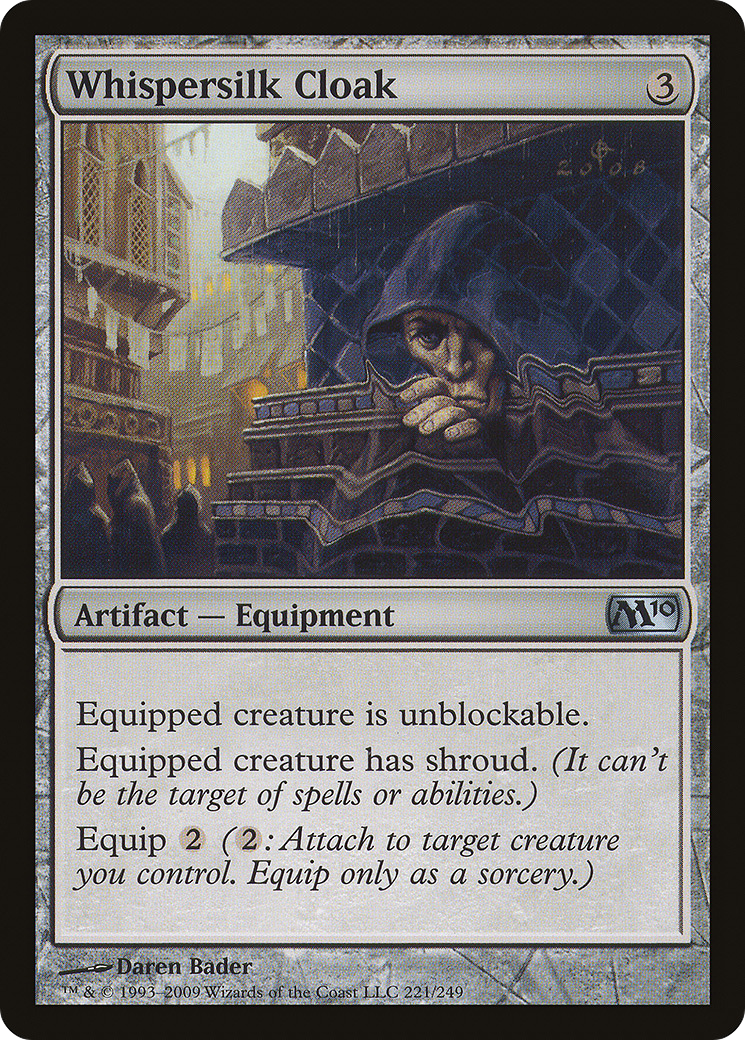 Whispersilk Cloak 3
2006
Artifact — Equipment M10
Equipped creature is unblockable.
Equipped creature has shroud. (It can't
be the target of spells or abilities.)
Equip 2 (2: Attach to target creature
you control. Equip only as a sorcery.)
Daren Bader
™ & © 1993–2009 Wizards of the Coast LLC 221/249